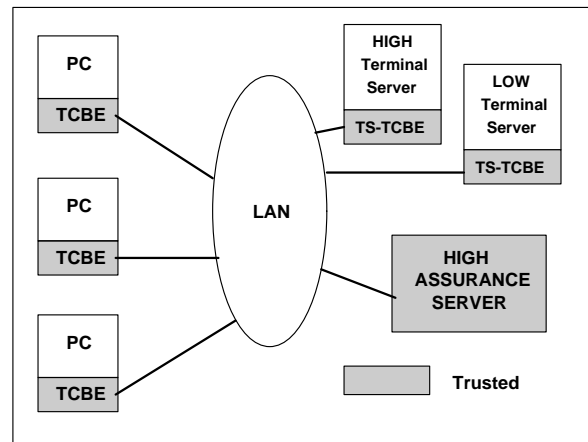 PC
TCBE
PC
TCBE
PC
TCBE
LAN
HIGH
Terminal
Server
TS-TCBE
LOW
Terminal
Server
TS-TCBE
HIGH
ASSURANCE
SERVER
Trusted